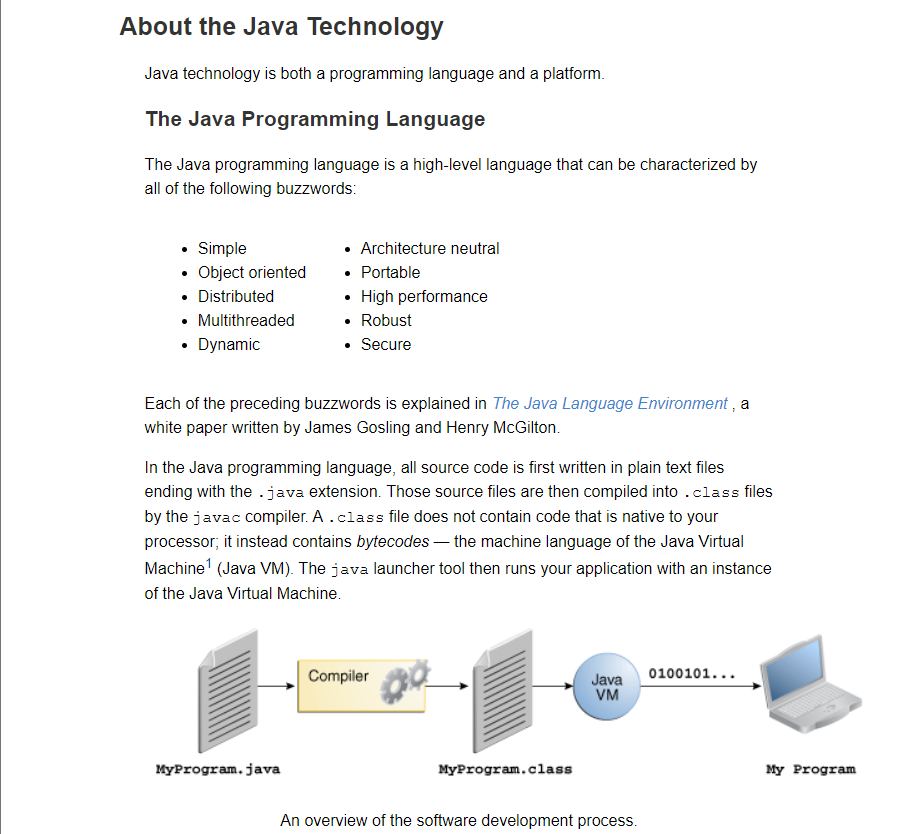 About the Java Technology
Java technology is both a programming language and a platform.
The Java Programming Language
The Java programming language is a high-level language that can be characterized by
all of the following buzzwords:
• Simple
• Object oriented
• Distributed
• Multithreaded
• Dynamic
• Architecture neutral
• Portable
• High performance
• Robust
• Secure
Each of the preceding buzzwords is explained in The Java Language Environment , a
white paper written by James Gosling and Henry McGilton.
In the Java programming language, all source code is first written in plain text files
ending with the .java extension. Those source files are then compiled into .class files
by the javac compiler. A .class file does not contain code that is native to your
processor; it instead contains bytecodes — the machine language of the Java Virtual
Machine1 (Java VM). The java launcher tool then runs your application with an instance
of the Java Virtual Machine.
Compiler
Java
VM
0100101...
MyProgram.java
MyProgram.class
My Program
An overview of the software development process.